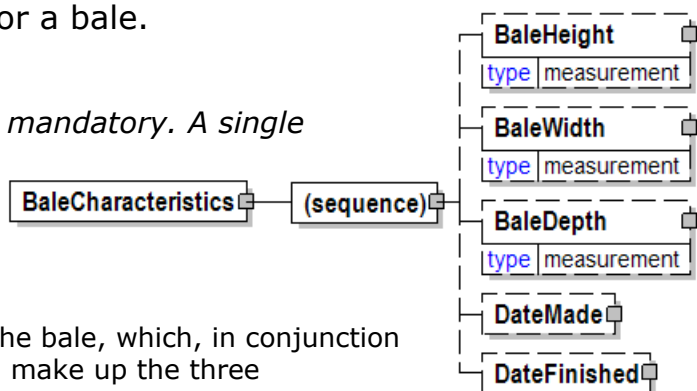 or a bale.
mandatory. A single
he bale, which, in conjunction
make up the three
BaleCharacteristics
(sequence)
BaleHeight
type measurement
BaleWidth
type measurement
BaleDepth
type measurement
DateMade
DateFinished